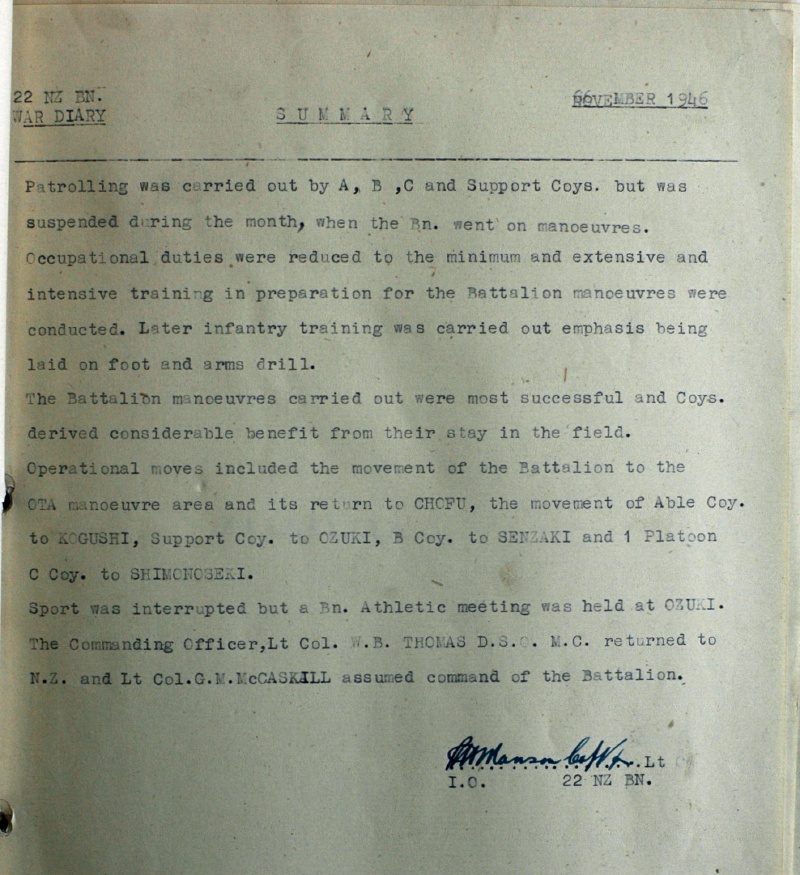 22 NZ BN.
WAR DIARY
S U M M A R Y
NOVEMBER 1946
Patrolling was carried out by A, B ,C and Support Coys. but was
suspended during the month, when the Bn. went on manoeuvres.
Occupational duties were reduced to the minimum and extensive and
intensive training in preparation for the Battalion manoeuvres were
conducted. Later infantry training was carried out emphasis being
laid on foot and arms drill.
The Battalion manoeuvres carried out were most successful and Coys.
derived considerable benefit from their stay in the field.
Operational moves included the movement of the Battalion to the
OTA manoeuvre area and its return to CHOFU, the movement of Able Coy.
to KOGUSHI, Support Coy. to OZUKI, B Coy. to SENZAKI and 1 Platoon
C Coy. to SHIMONOSEKI.
Sport was interrupted but a Bn. Athletic meeting was held at OZUKI.
The Commanding Officer,Lt Col. W.B. THOMAS D.S.O. M.C. returned to
N.Z. and Lt Col.G.M.McCASKILL assumed command of the Battalion.
Manson Lt
I.O. 22 NZ BN.